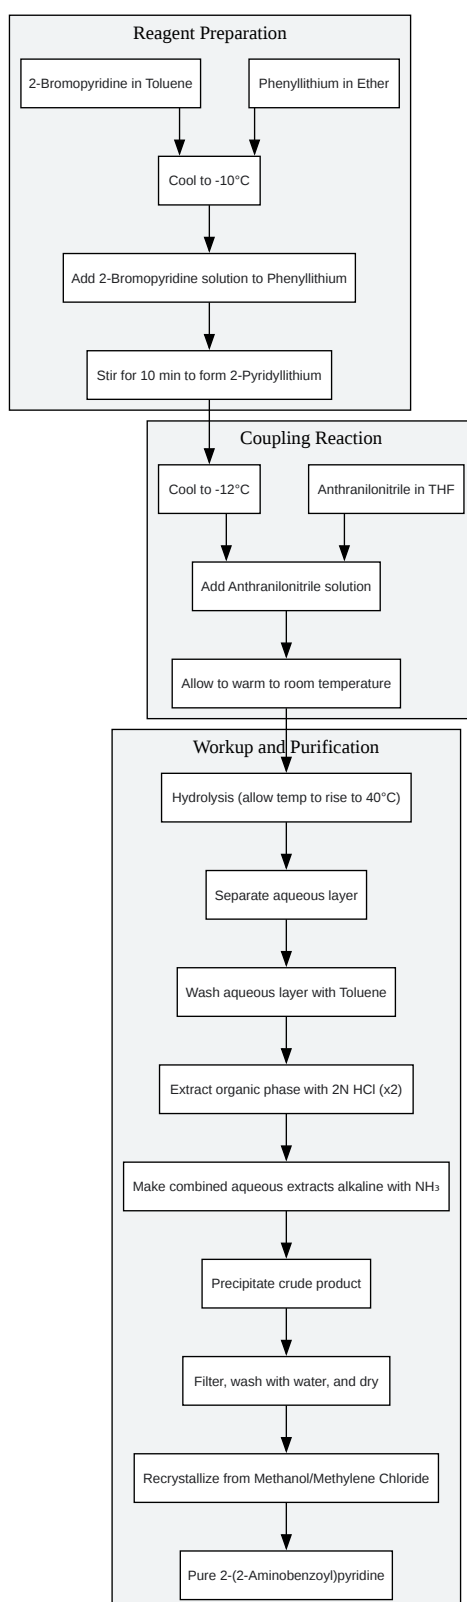 Reagent Preparation
2-Bromopyridine in Toluene
Phenyllithium in Ether
Cool to -10°C
Add 2-Bromopyridine solution to Phenyllithium
Stir for 10 min to form 2-Pyridyllithium
Coupling Reaction
Cool to -12°C
Anthranilonitrile in THF
Add Anthranilonitrile solution
Allow to warm to room temperature
Workup and Purification
Hydrolysis (allow temp to rise to 40°C)
Separate aqueous layer
Wash aqueous layer with Toluene
Extract organic phase with 2N HCl (x2)
Make combined aqueous extracts alkaline with NH₃
Precipitate crude product
Filter, wash with water, and dry
Recrystallize from Methanol/Methylene Chloride
Pure 2-(2-Aminobenzoyl)pyridine